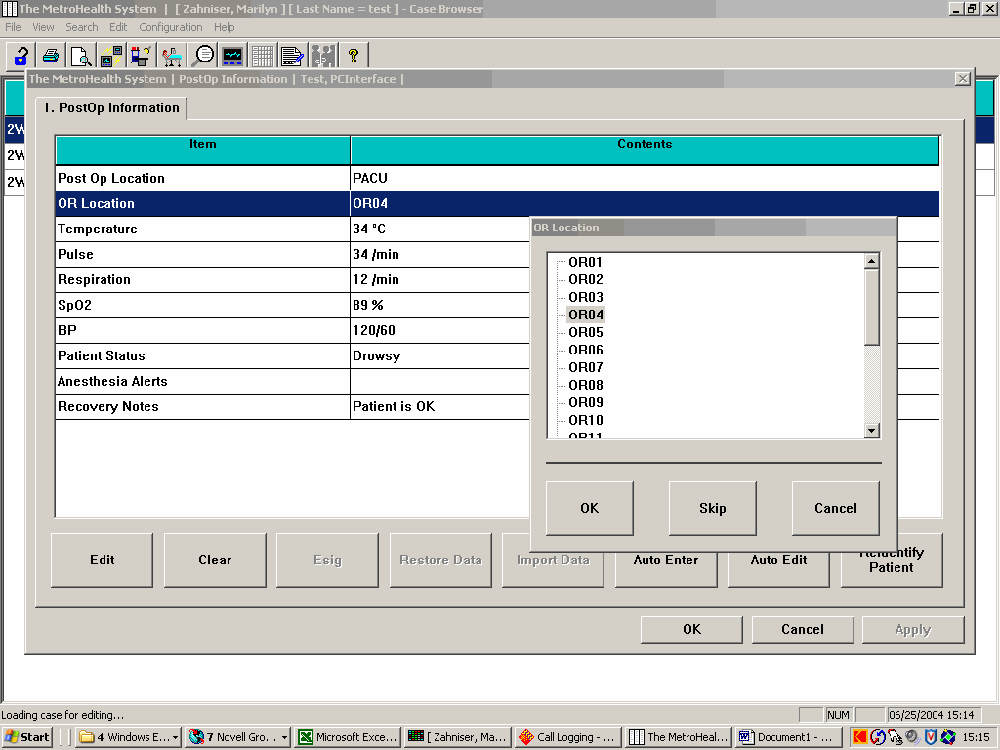 The MetroHealth System | [ Zahniser, Marilyn ] [ Last Name = test ] - Case Browser
File View Search Edit Configuration Help
The MetroHealth System | PostOp Information | Test, PCInterface |
1. PostOp Information
Item Contents
2W
Post Op Location PACU
2W
OR Location OR04
2W
Temperature 34 °C
Pulse 34 /min
Respiration 12 /min
SpO2 89 %
BP 120/60
Patient Status Drowsy
Anesthesia Alerts
Recovery Notes Patient is OK
OR Location
OR01
OR02
OR03
OR04
OR05
OR06
OR07
OR08
OR09
OR10
OR11
OK Skip Cancel
Edit Clear Esig Restore Data Import Data Auto Enter Auto Edit Reidentify
Patient
OK Cancel Apply
Loading case for editing... NUM 06/25/2004 15:14
Start 4 Windows E... 7 Novell Gro... Microsoft Exce... [ Zahniser, Ma... Call Logging - ... The MetroHeal... Document1 - ... 15:15